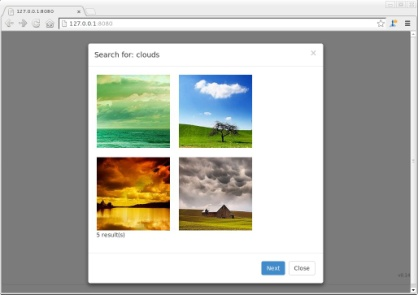 127.0.0.1:8080
127.0.0.1:8080
Search for: clouds
5 result(s)
Next
Close